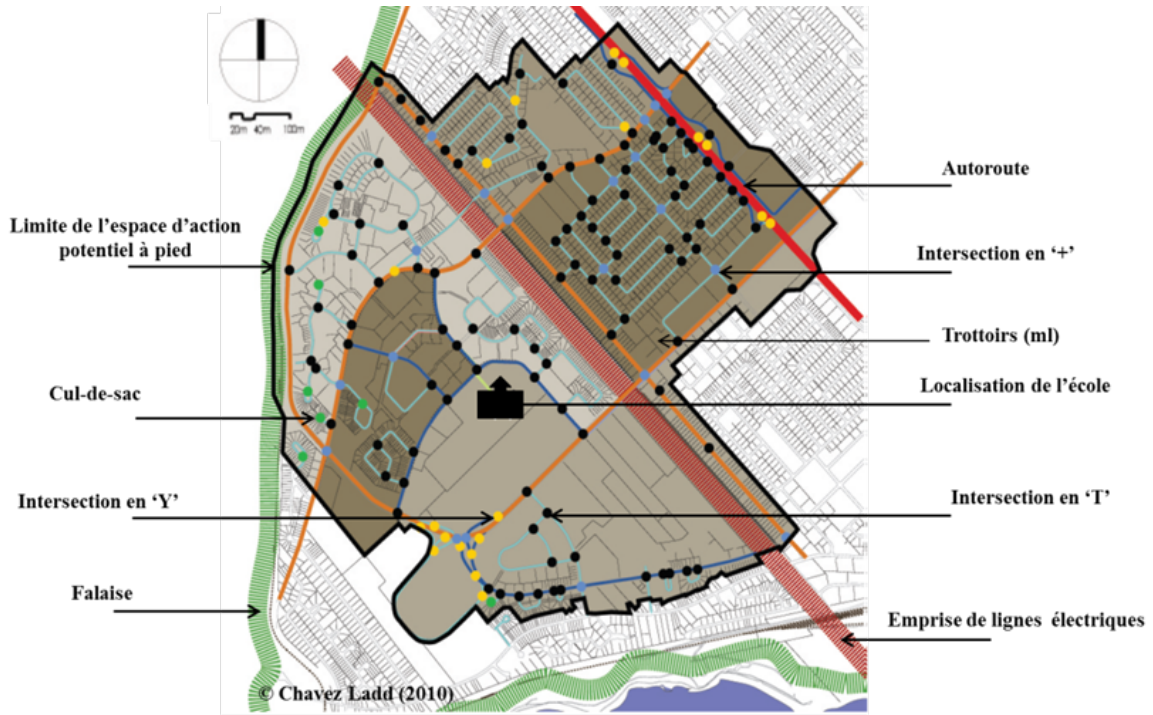 20m 40m 100m
Autoroute
Limite de l’espace d’action
potentiel à pied
Intersection en ‘+’
Trottoirs (ml)
Localisation de l’école
Cul-de-sac
Intersection en ‘Y’
Intersection en ‘T’
Falaise
Emprise de lignes électriques
© Chavez Ladd (2010)